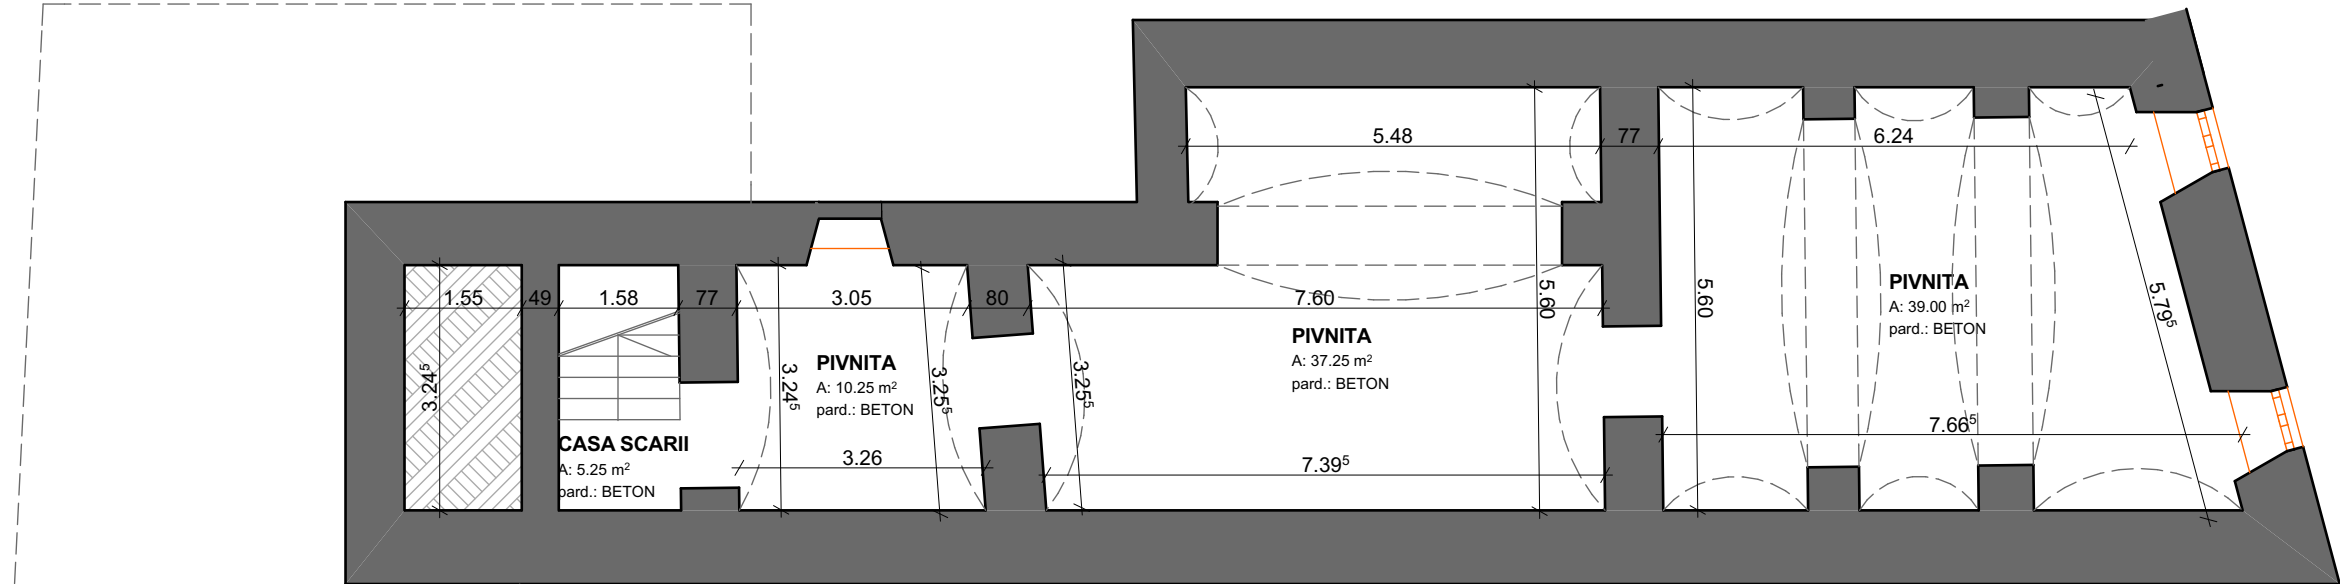 5.48
77
6.24
1.55
49
1.58
77
3.05
80
7.60
5.60
5.60
5.79⁵
PIVNITA
A: 39.00 m²
pard.: BETON
PIVNITA
A: 37.25 m²
pard.: BETON
PIVNITA
A: 10.25 m²
pard.: BETON
3.24⁵
3.24⁵
3.25⁵
3.25⁵
CASA SCARII
A: 5.25 m²
pard.: BETON
3.26
7.39⁵
7.66⁵